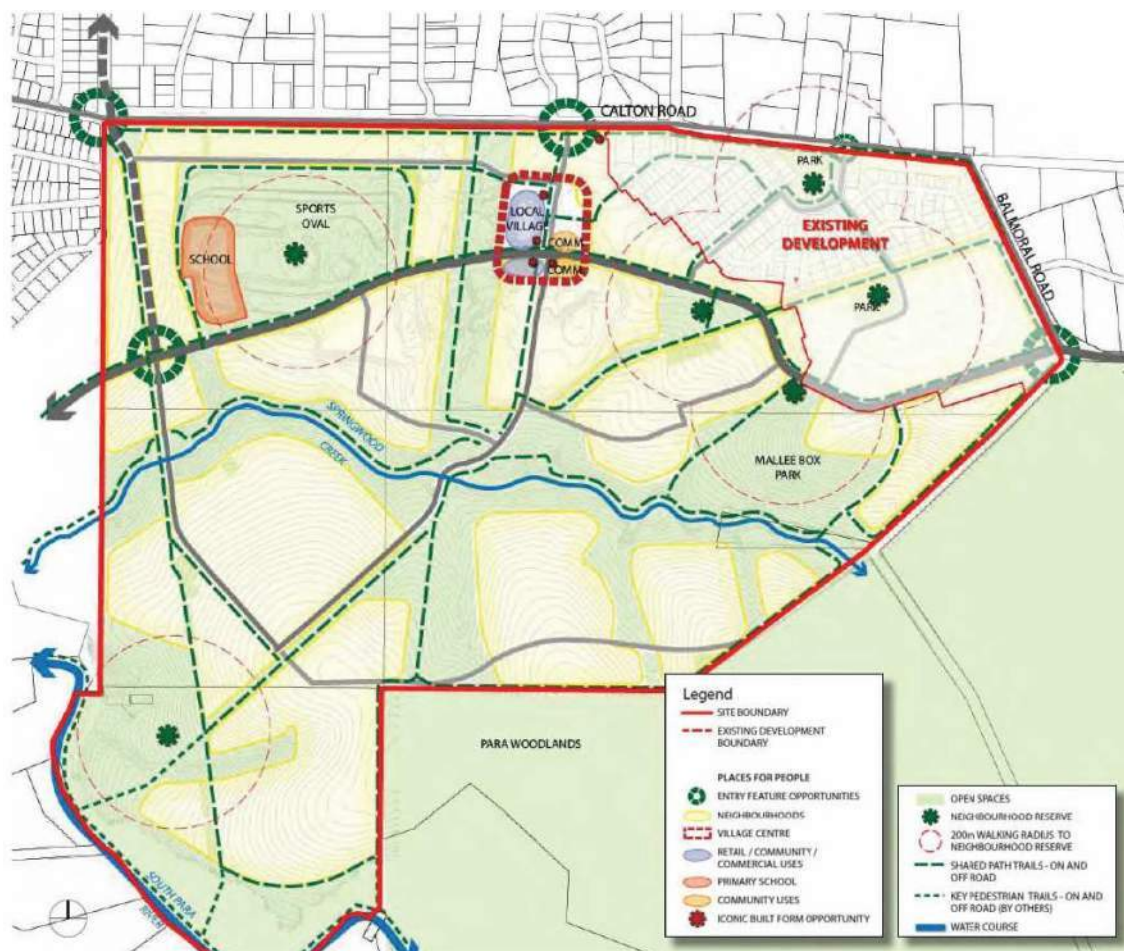 CALTON ROAD
BALMORAL ROAD
PARK
EXISTING
DEVELOPMENT
PARK
SPORTS
OVAL
SCHOOL
LOCAL
VILLAGE
COMM
COMM
SPRINGWOOD
CREEK
MALLEE BOX
PARK
PARA WOODLANDS
SOUTH PARA
RIVER
Legend
SITE BOUNDARY
EXISTING DEVELOPMENT
BOUNDARY
PLACES FOR PEOPLE
ENTRY FEATURE OPPORTUNITIES
NEIGHBOURHOODS
VILLAGE CENTRE
RETAIL / COMMUNITY /
COMMERCIAL USES
PRIMARY SCHOOL
COMMUNITY USES
ICONIC BUILT FORM OPPORTUNITY
OPEN SPACES
NEIGHBOURHOOD RESERVE
200m WALKING RADIUS TO
NEIGHBOURHOOD RESERVE
SHARED PATH TRAILS - ON AND
OFF ROAD
KEY PEDESTRIAN TRAILS - ON AND
OFF ROAD (BY OTHERS)
WATER COURSE